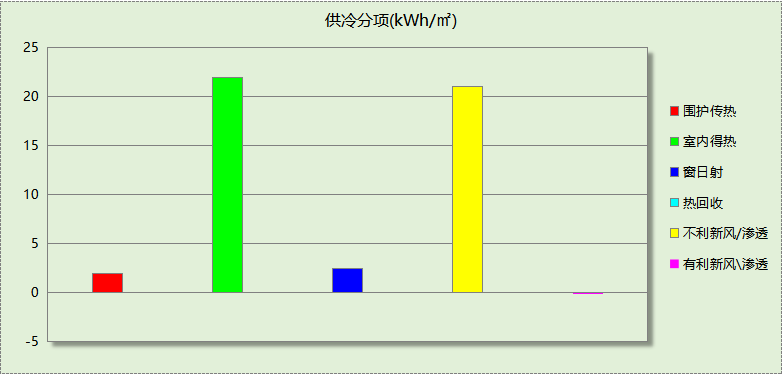 供冷分项(kWh/㎡)
25
20
15
10
5
0
-5
围护传热
室内得热
窗日射
热回收
不利新风/渗透
有利新风\渗透